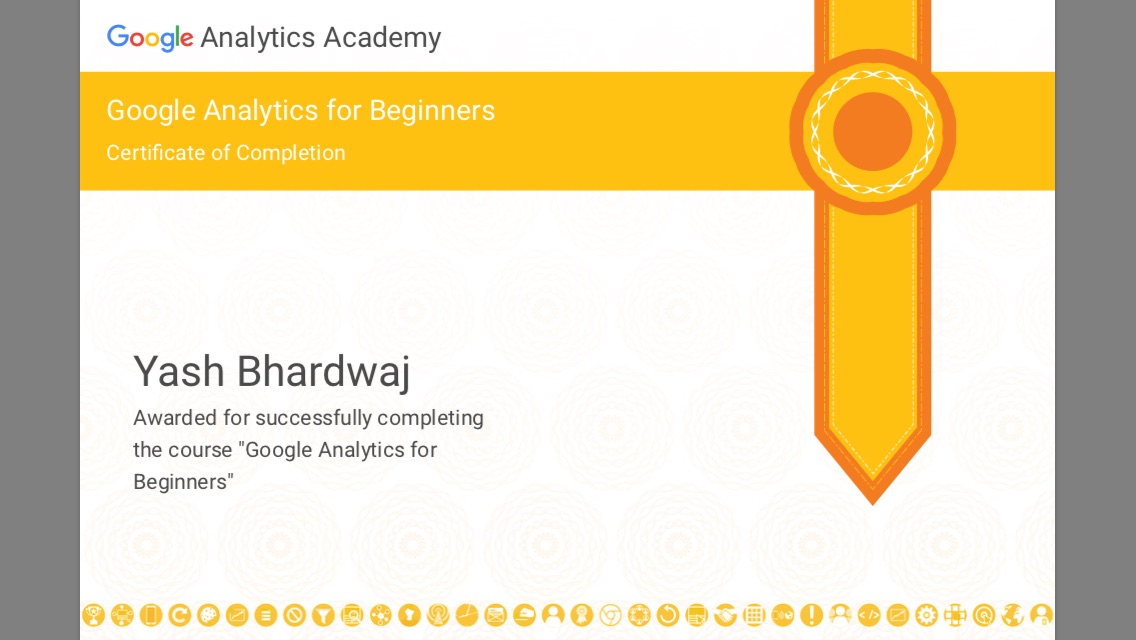 Google Analytics Academy
Google Analytics for Beginners
Certificate of Completion
Yash Bhardwaj
Awarded for successfully completing
the course "Google Analytics for
Beginners"